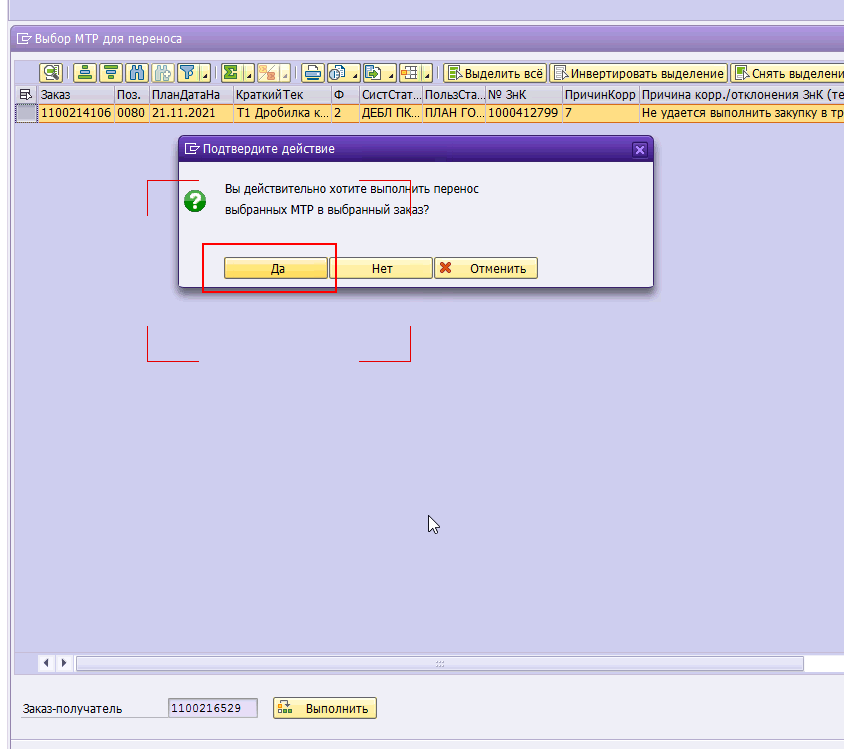 Выбор МТР для переноса
Выделить всё Инвертировать выделение Снять выделени
Заказ Поз. ПланДатаНа КраткийТек Ф СистСтат... ПользСта... № ЗнК ПричинКорр Причина корр./отклонения ЗнК (те
1100214106 0080 21.11.2021 Т1 Дробилка к... 2 ДЕБЛ ПК... ПЛАН ГО... 1000412799 7 Не удается выполнить закупку в тр
Подтвердите действие
Вы действительно хотите выполнить перенос
выбранных МТР в выбранный заказ?
Да Нет Отменить
Заказ-получатель 1100216529 Выполнить